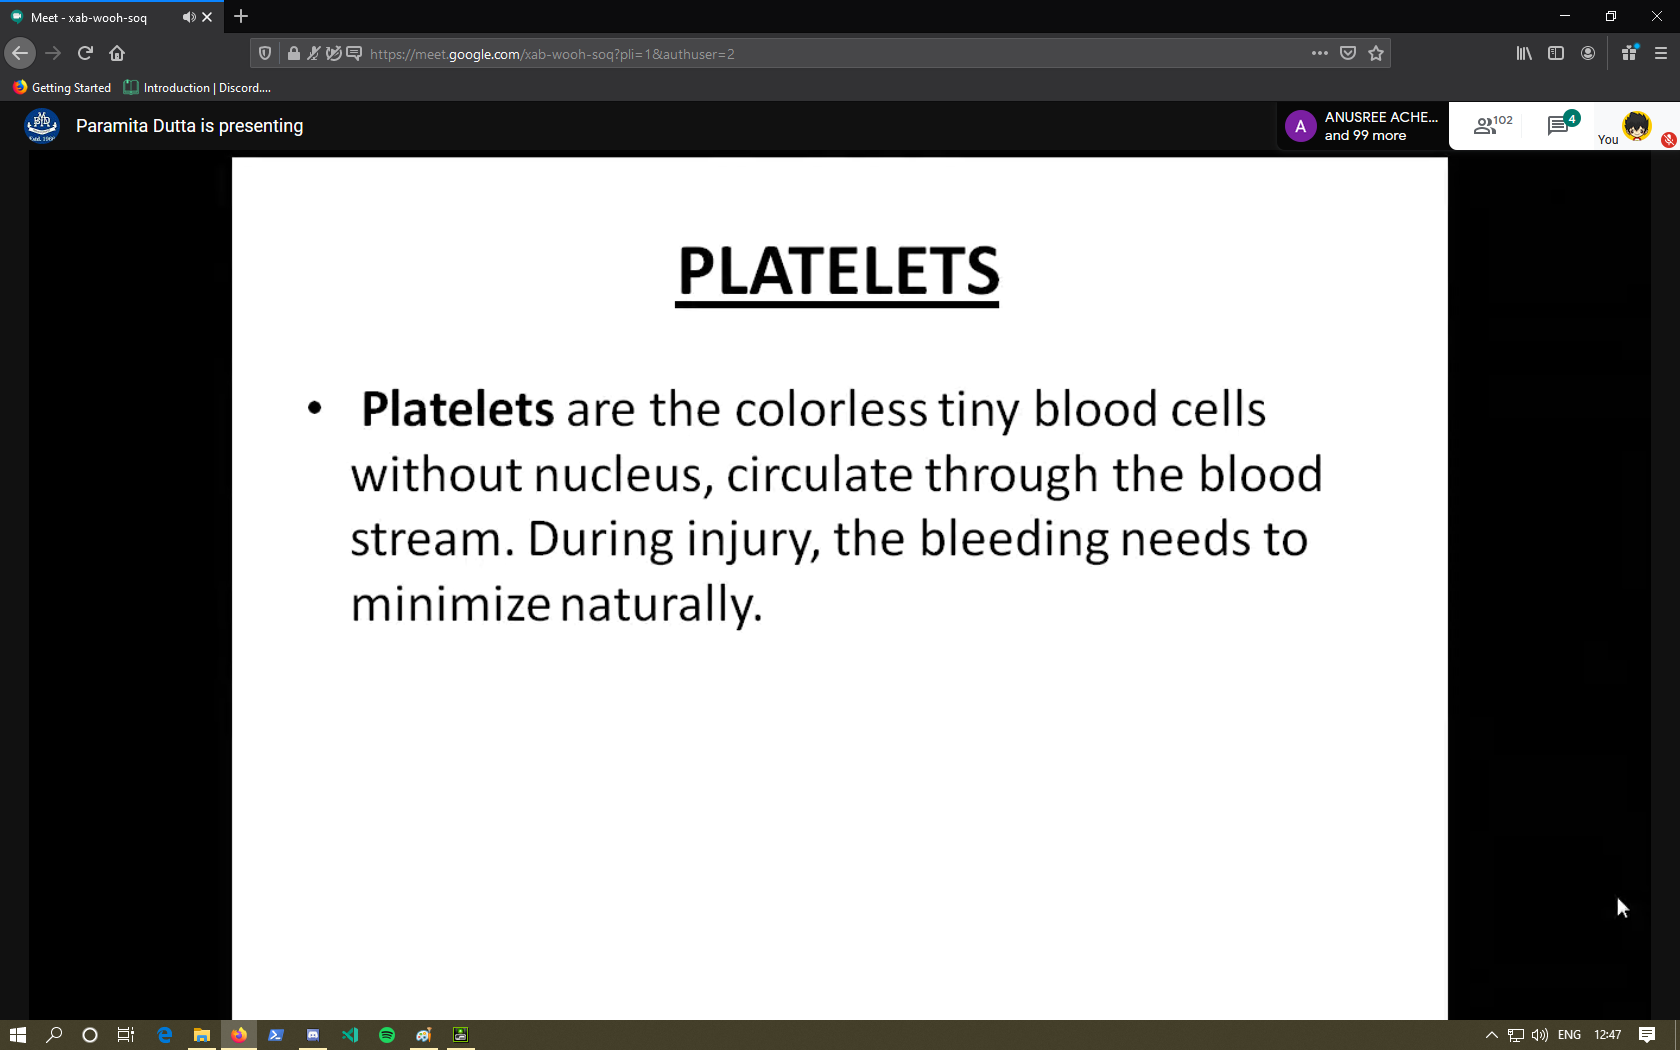 Meet - xab-wooh-soq
https://meet.google.com/xab-wooh-soq?pli=1&authuser=2
Getting Started
Introduction | Discord....
Paramita Dutta is presenting
A
ANUSREE ACHE...
and 99 more
102
4
You
PLATELETS
• Platelets are the colorless tiny blood cells
without nucleus, circulate through the blood
stream. During injury, the bleeding needs to
minimize naturally.
ENG
12:47